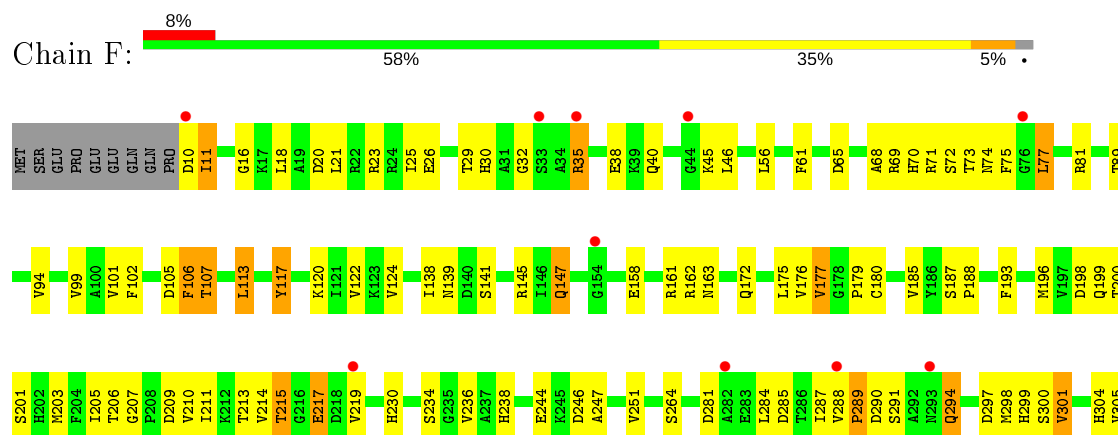 8%
Chain F:
58% 35% 5% •
MET SER GLU PRO GLU GLU GLN GLN PRO D10 I11 G16 K17 L18 A19 D20 L21 R22 R23 R24 I25 E26 T29 H30 A31 G32 S33 A34 R35 E38 K39 Q40 G44 K45 L46 L56 F61 D65 A68 R69 H70 R71 S72 T73 N74 F75 G76 L77 R81 T89
V94 V99 A100 V101 F102 D105 F106 T107 L113 Y117 K120 I121 V122 K123 V124 I138 N139 D140 S141 R145 I146 Q147 G154 E158 R161 R162 N163 Q172 L175 V176 V177 G178 P179 C180 V185 Y186 S187 P188 F193 M196 V197 D198 Q199 T200
S201 H202 M203 F204 I205 T206 G207 P208 D209 V210 I211 K212 T213 V214 T215 G216 E217 D218 V219 H230 S234 G235 V236 A237 H238 E244 K245 D246 A247 V251 S264 D281 A282 E283 L284 D285 T286 I287 V288 P289 D290 S291 A292 N293 Q294 D297 M298 H299 S300 V301 H304